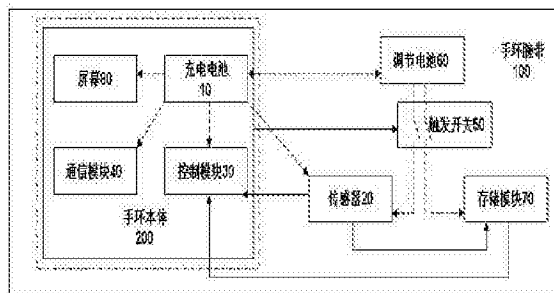 屏幕80
充电电池
10
调节电池60
手环腕带
100
触发开关50
通信模块40
控制模块30
传感器20
存储模块70
手环本体
200